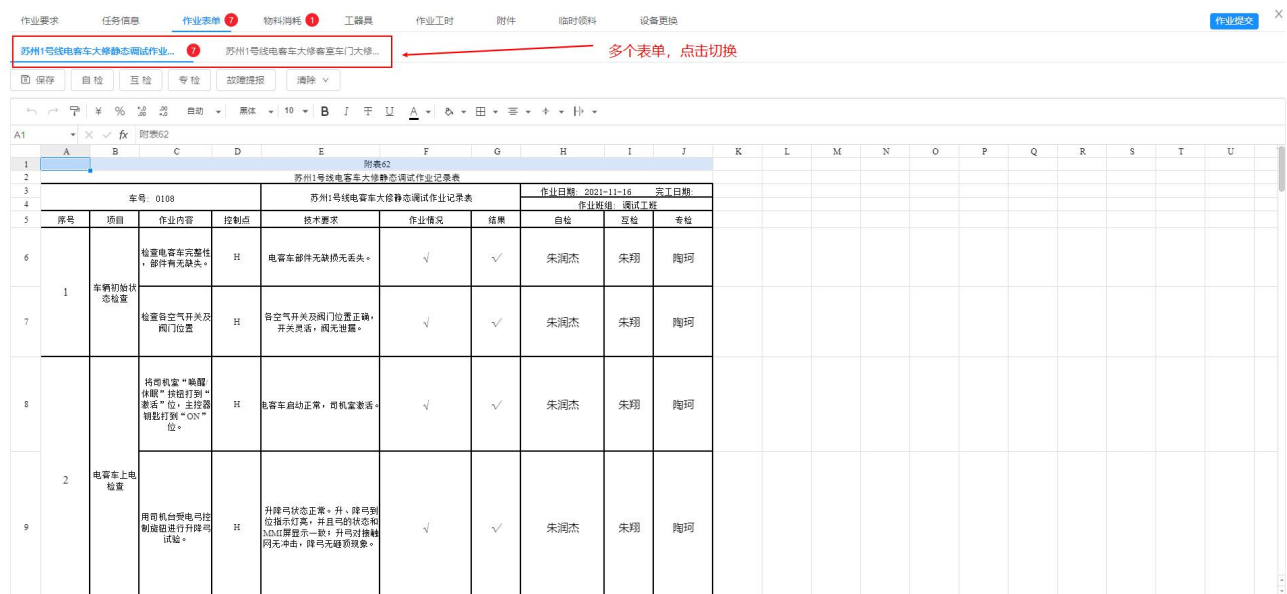 作业要求 任务信息 作业表单 7 物料消耗 1 工器具 作业工时 附件 临时领料 设备更换 作业提交 X
苏州1号线电客车大修静态调试作业... 7 苏州1号线电客车大修客室车门大修... 多个表单，点击切换
保存 自检 互检 专检 故障提报 清除
¥ % .0 .00 自动 黑体 10 B I T U A
A1 fx 附表62
A B C D E F G H I J K L M N O P Q R S T U
1 附表62
2 苏州1号线电客车大修静态调试作业记录表
3 车号: 0108 苏州1号线电客车大修静态调试作业记录表 作业日期: 2021-11-16 完工日期:
4 作业班组: 调试工班
5 序号 项目 作业内容 控制点 技术要求 作业情况 结果 自检 互检 专检
1
车辆初始状
态检查
6
检查电客车完整性
，部件有无缺失。
H 电客车部件无缺损无丢失。 √ √ 朱润杰 朱翔 陶珂
7
检查各空气开关及
阀门位置
H
各空气开关及阀门位置正确，
开关灵活，阀无泄漏。
√ √ 朱润杰 朱翔 陶珂
2
电客车上电
检查
8
将司机室“唤醒/
休眠”按钮打到“
激活”位，主控器
钥匙打到“ON”
位。
H 电客车启动正常，司机室激活。 √ √ 朱润杰 朱翔 陶珂
9
用司机台受电弓控
制旋钮进行升降弓
试验。
H
升降弓状态正常。升、降弓到
位指示灯亮，并且弓的状态和
MMI屏显示一致；升弓对接触
网无冲击，降弓无砸顶现象。
√ √ 朱润杰 朱翔 陶珂